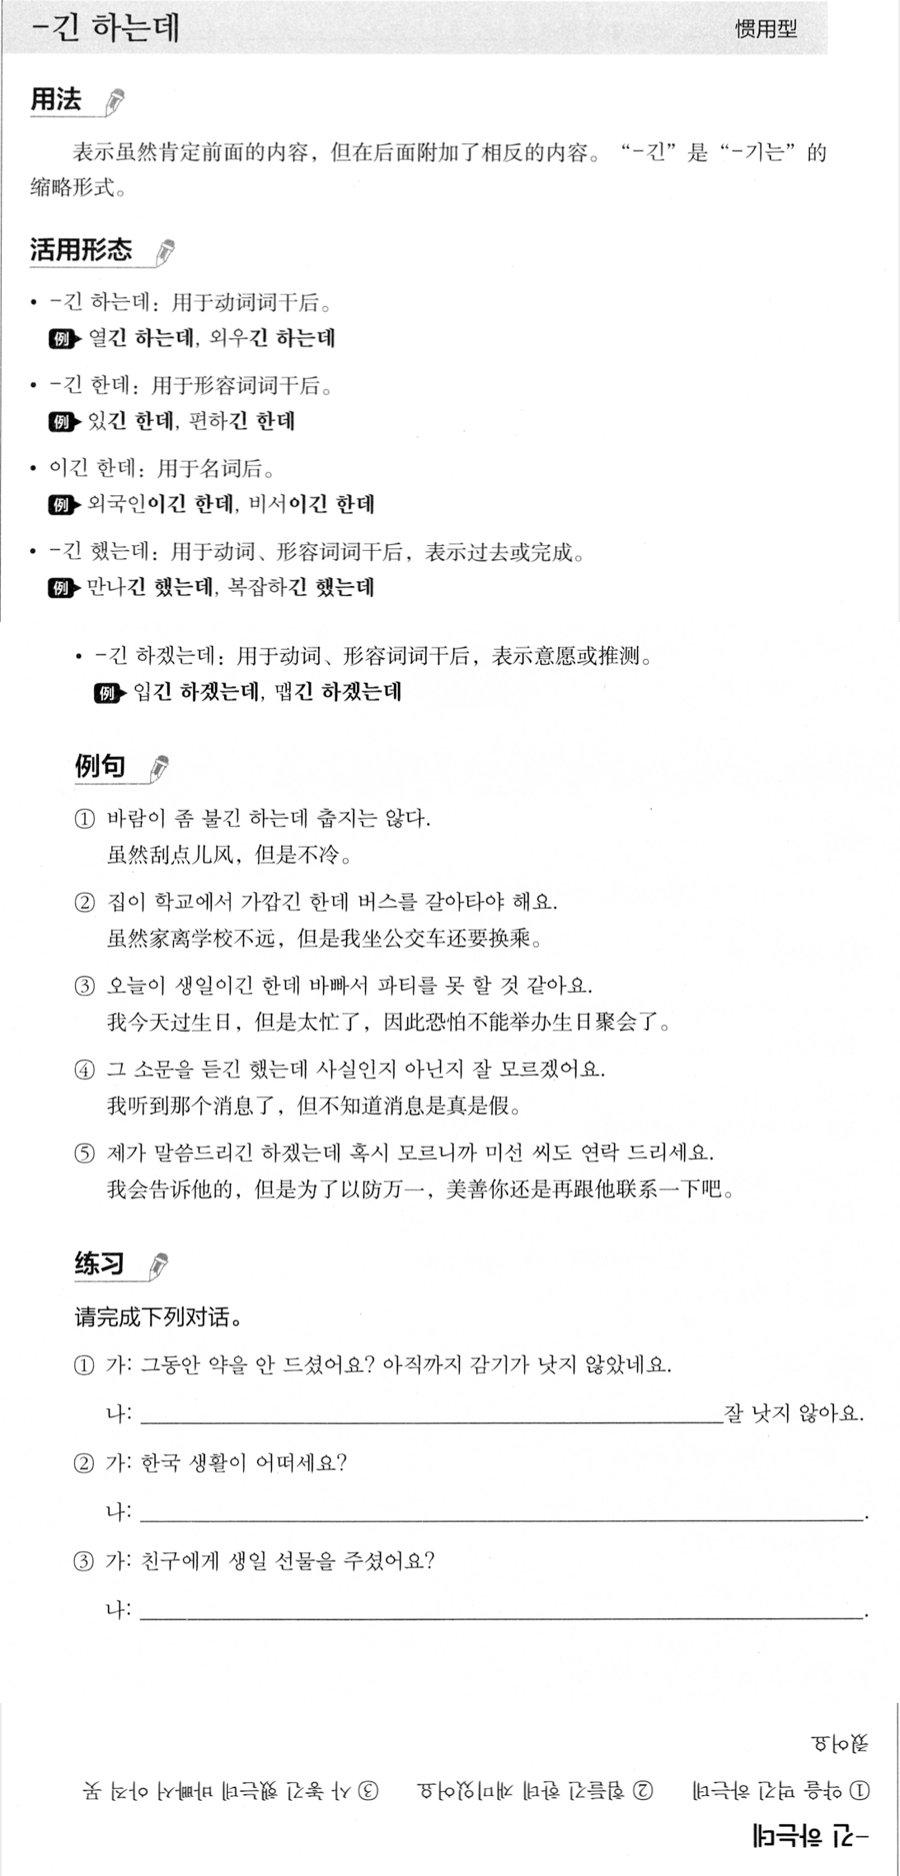 -긴 하는데
惯用型
用法
表示虽然肯定前面的内容，但在后面附加了相反的内容。“-긴”是“-기는”的
缩略形式。
活用形态
• -긴 하는데：用于动词词干后。
例 열긴 하는데, 외우긴 하는데
• -긴 한데：用于形容词词干后。
例 있긴 한데, 편하긴 한데
• 이긴 한데：用于名词后。
例 외국인이긴 한데, 비서이긴 한데
• -긴 했는데：用于动词、形容词词干后，表示过去或完成。
例 만나긴 했는데, 복잡하긴 했는데
• -긴 하겠는데：用于动词、形容词词干后，表示意愿或推测。
例 입긴 하겠는데, 맵긴 하겠는데
例句
① 바람이 좀 불긴 하는데 춥지는 않다.
虽然刮点儿风，但是不冷。
② 집이 학교에서 가깝긴 한데 버스를 갈아타야 해요.
虽然家离学校不远，但是我坐公交车还要换乘。
③ 오늘이 생일이긴 한데 바빠서 파티를 못 할 것 같아요.
我今天过生日，但是太忙了，因此恐怕不能举办生日聚会了。
④ 그 소문을 듣긴 했는데 사실인지 아닌지 잘 모르겠어요.
我听到那个消息了，但不知道消息是真是假。
⑤ 제가 말씀드리긴 하겠는데 혹시 모르니까 미선 씨도 연락 드리세요.
我会告诉他的，但是为了以防万一，美善你还是再跟他联系一下吧。
练习
请完成下列对话。
① 가: 그동안 약을 안 드셨어요? 아직까지 감기가 낫지 않았네요.
나: ____________________잘 낫지 않아요.
② 가: 한국 생활이 어떠세요?
나: ____________________.
③ 가: 친구에게 생일 선물을 주셨어요?
나: ____________________.
-긴 하는데
① 약을 먹긴 하는데 ② 힘들긴 한데 재미있어요 ③ 사 놓긴 했는데 바빠서 아직 못
줬어요